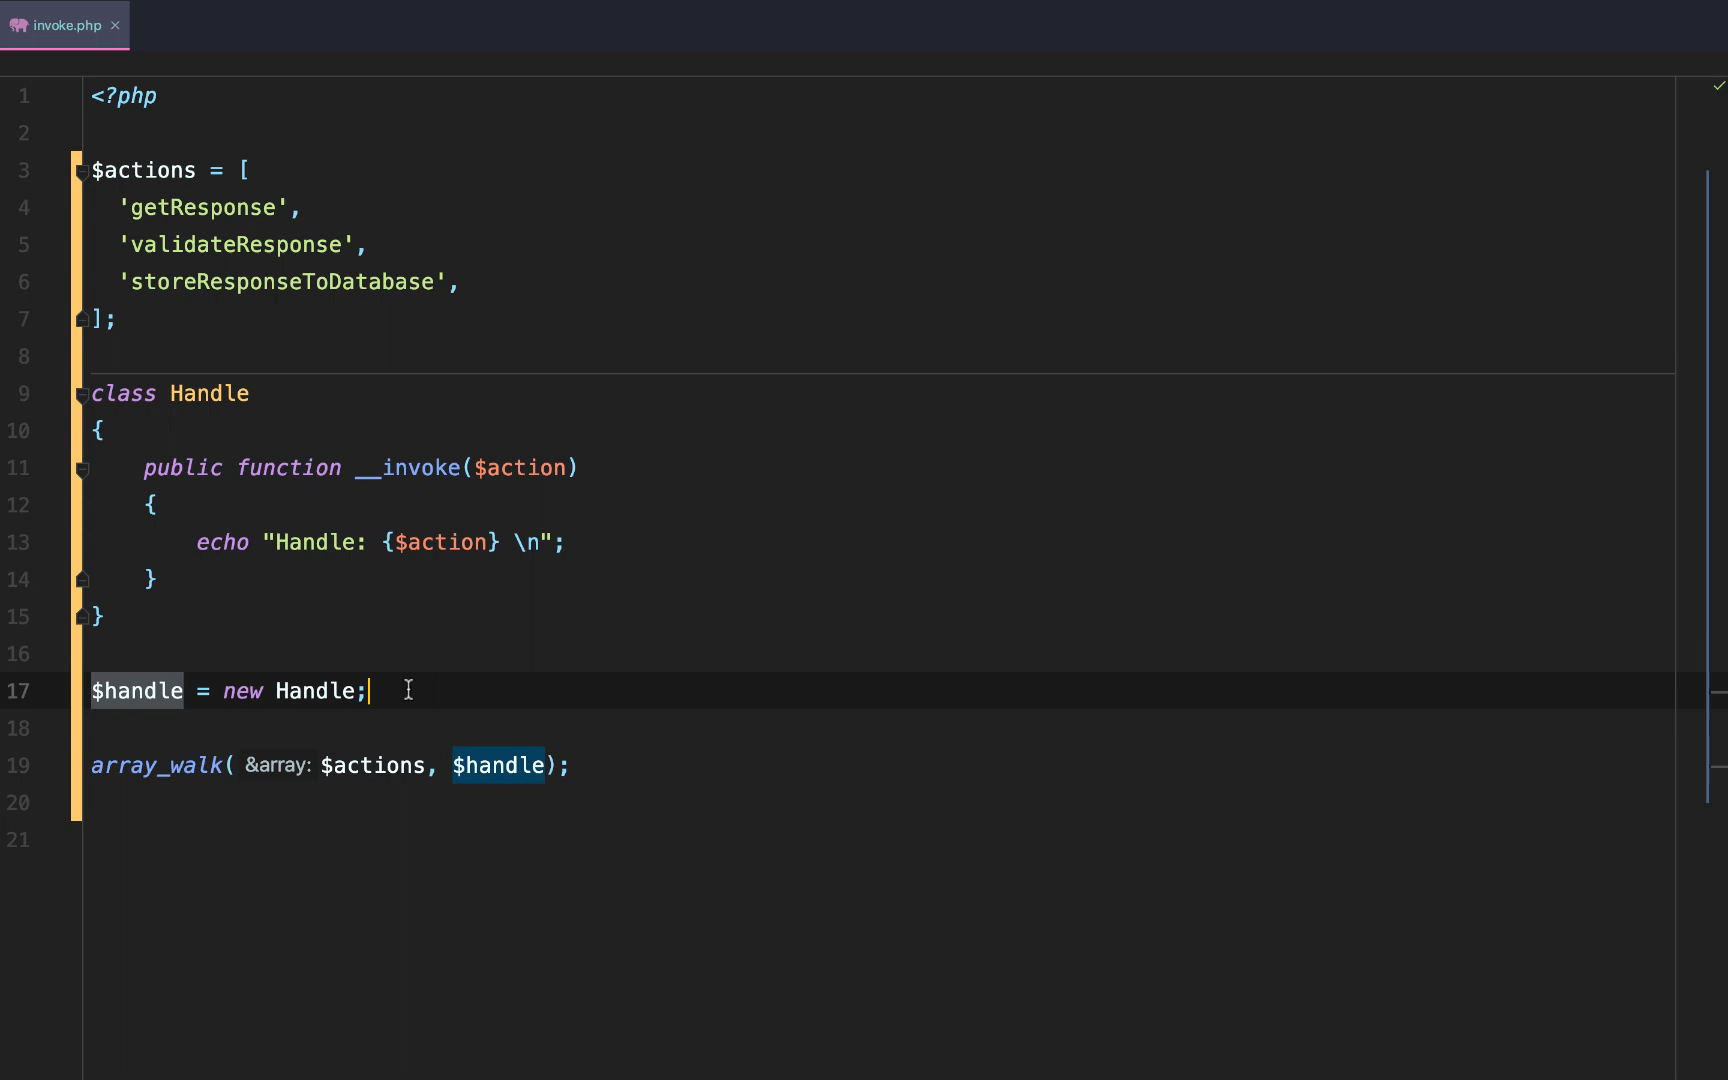 invoke.php ×
1 <?php
2
3 $actions = [
4 'getResponse',
5 'validateResponse',
6 'storeResponseToDatabase',
7 ];
8
9 class Handle
10 {
11 public function __invoke($action)
12 {
13 echo "Handle: {$action} \n";
14 }
15 }
16
17 $handle = new Handle;
18
19 array_walk( &array: $actions, $handle);
20
21